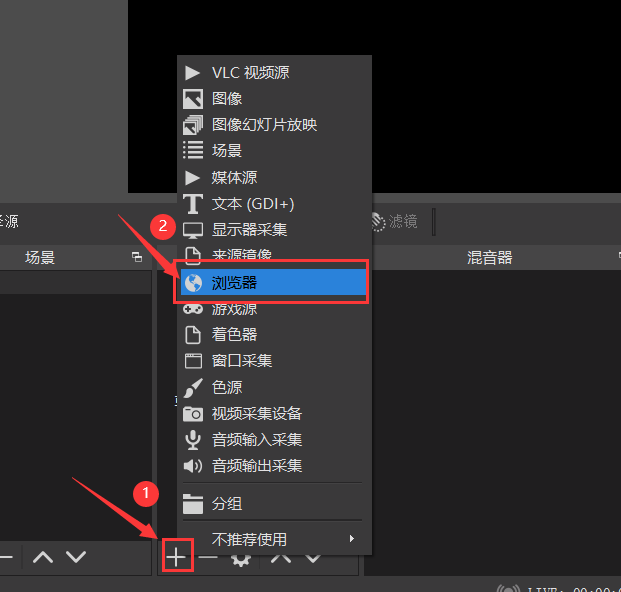 VLC 视频源
图像
图像幻灯片放映
场景
媒体源
文本 (GDI+)
显示器采集
来源镜像
浏览器
游戏源
着色器
窗口采集
色源
视频采集设备
音频输入采集
音频输出采集
分组
不推荐使用
2
1
源
滤镜
场景
混音器
LIVE: 00:00: